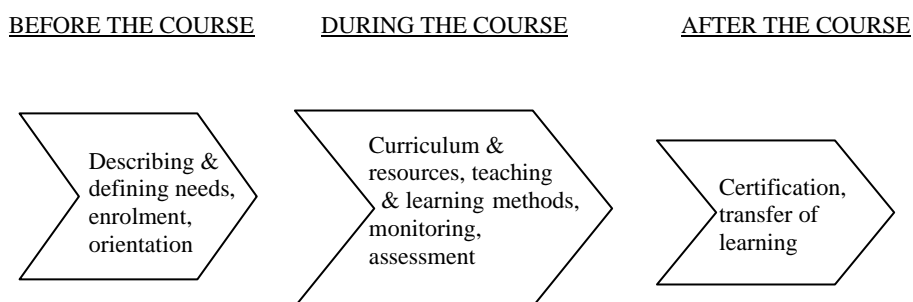 BEFORE THE COURSE
DURING THE COURSE
AFTER THE COURSE
Describing &
defining needs,
enrolment,
orientation
Curriculum &
resources, teaching
& learning methods,
monitoring,
assessment
Certification,
transfer of
learning